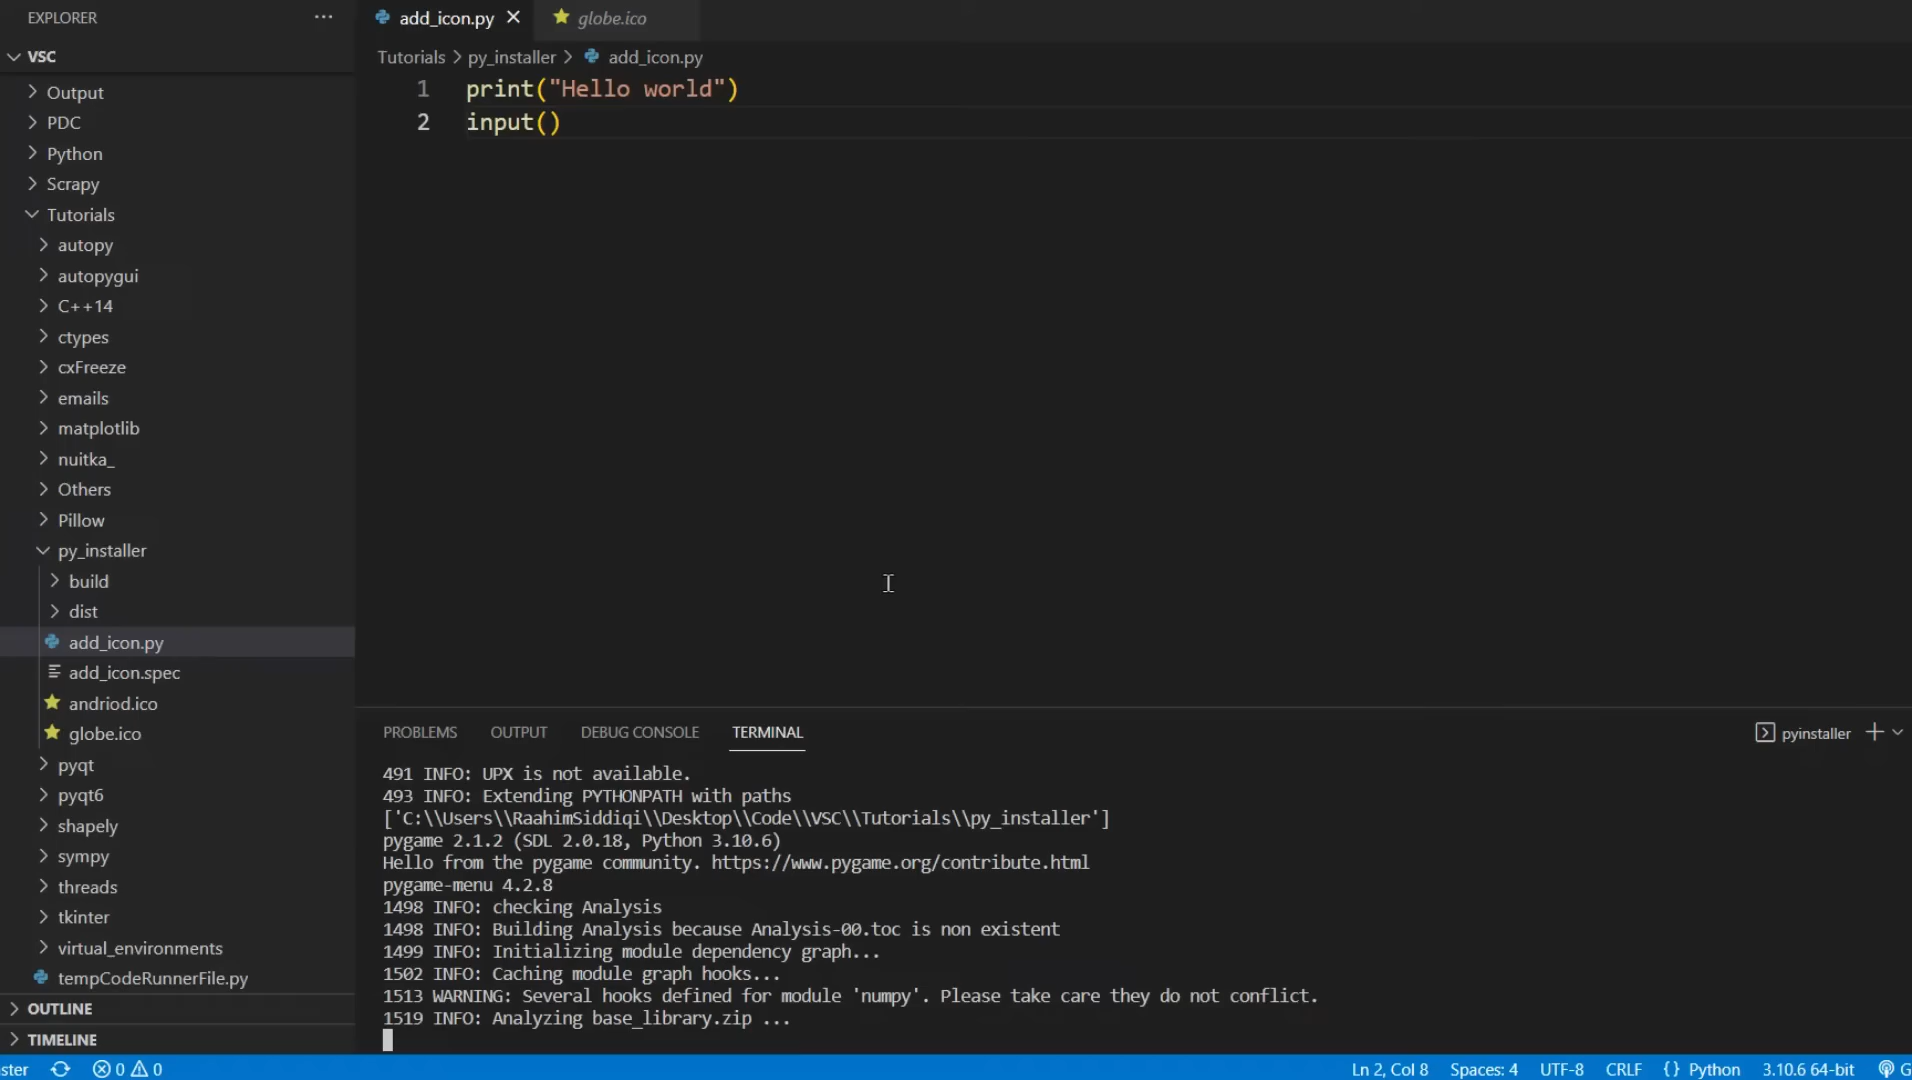 EXPLORER
VSC
Output
PDC
Python
Scrapy
Tutorials
autopy
autopygui
C++14
ctypes
cxFreeze
emails
matplotlib
nuitka_
Others
Pillow
py_installer
build
dist
add_icon.py
add_icon.spec
andriod.ico
globe.ico
pyqt
pyqt6
shapely
sympy
threads
tkinter
virtual_environments
tempCodeRunnerFile.py
OUTLINE
TIMELINE
add_icon.py globe.ico
Tutorials > py_installer > add_icon.py
1 print("Hello world")
2 input()
PROBLEMS OUTPUT DEBUG CONSOLE TERMINAL pyinstaller
491 INFO: UPX is not available.
493 INFO: Extending PYTHONPATH with paths
['C:\\Users\\RaahimSiddiqi\\Desktop\\Code\\VSC\\Tutorials\\py_installer']
pygame 2.1.2 (SDL 2.0.18, Python 3.10.6)
Hello from the pygame community. https://www.pygame.org/contribute.html
pygame-menu 4.2.8
1498 INFO: checking Analysis
1498 INFO: Building Analysis because Analysis-00.toc is non existent
1499 INFO: Initializing module dependency graph...
1502 INFO: Caching module graph hooks...
1513 WARNING: Several hooks defined for module 'numpy'. Please take care they do not conflict.
1519 INFO: Analyzing base_library.zip ...
ster 0 0 Ln 2, Col 8 Spaces: 4 UTF-8 CRLF {} Python 3.10.6 64-bit G